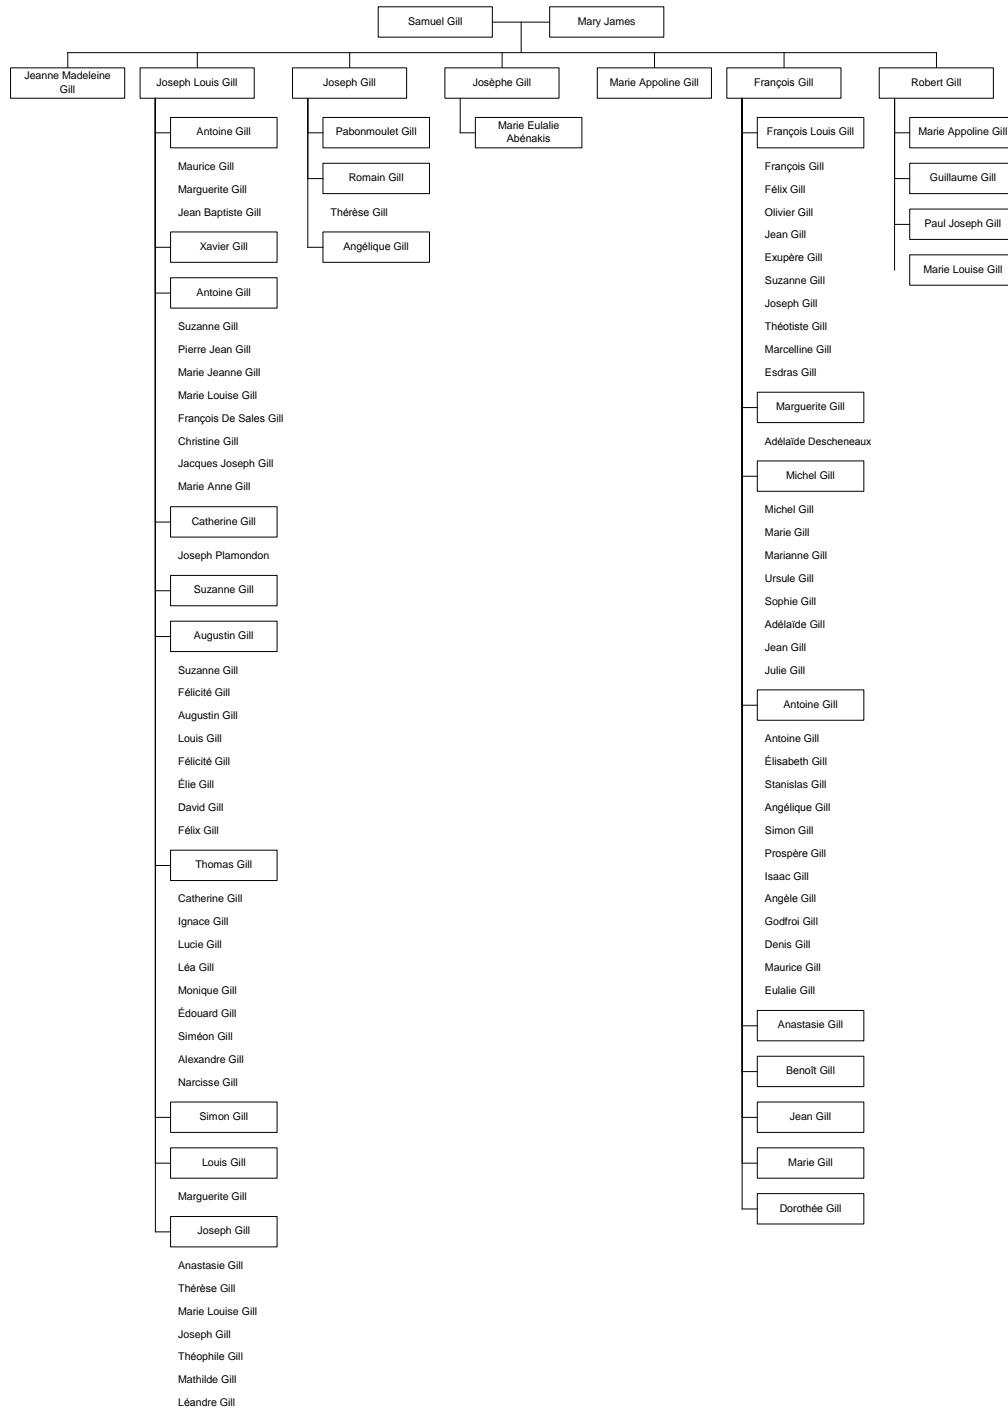 Samuel Gill
Mary James
Jeanne Madeleine
Gill
Joseph Louis Gill
Joseph Gill
Josèphe Gill
Marie Appoline Gill
François Gill
Robert Gill
Antoine Gill
Maurice Gill
Marguerite Gill
Jean Baptiste Gill
Xavier Gill
Antoine Gill
Suzanne Gill
Pierre Jean Gill
Marie Jeanne Gill
Marie Louise Gill
François De Sales Gill
Christine Gill
Jacques Joseph Gill
Marie Anne Gill
Catherine Gill
Joseph Plamondon
Suzanne Gill
Augustin Gill
Suzanne Gill
Félicité Gill
Augustin Gill
Louis Gill
Félicité Gill
Élie Gill
David Gill
Félix Gill
Thomas Gill
Catherine Gill
Ignace Gill
Lucie Gill
Léa Gill
Monique Gill
Édouard Gill
Siméon Gill
Alexandre Gill
Narcisse Gill
Simon Gill
Louis Gill
Marguerite Gill
Joseph Gill
Anastasie Gill
Thérèse Gill
Marie Louise Gill
Joseph Gill
Théophile Gill
Mathilde Gill
Léandre Gill
Pabonmoulet Gill
Romain Gill
Thérèse Gill
Angélique Gill
Marie Eulalie
Abénakis
François Louis Gill
François Gill
Félix Gill
Olivier Gill
Jean Gill
Exupère Gill
Suzanne Gill
Joseph Gill
Théotiste Gill
Marcelline Gill
Esdras Gill
Marguerite Gill
Adélaïde Descheneaux
Michel Gill
Michel Gill
Marie Gill
Marianne Gill
Ursule Gill
Sophie Gill
Adélaïde Gill
Jean Gill
Julie Gill
Antoine Gill
Antoine Gill
Élisabeth Gill
Stanislas Gill
Angélique Gill
Simon Gill
Prospère Gill
Isaac Gill
Angèle Gill
Godfroi Gill
Denis Gill
Maurice Gill
Eulalie Gill
Anastasie Gill
Benoît Gill
Jean Gill
Marie Gill
Dorothée Gill
Marie Appoline Gill
Guillaume Gill
Paul Joseph Gill
Marie Louise Gill